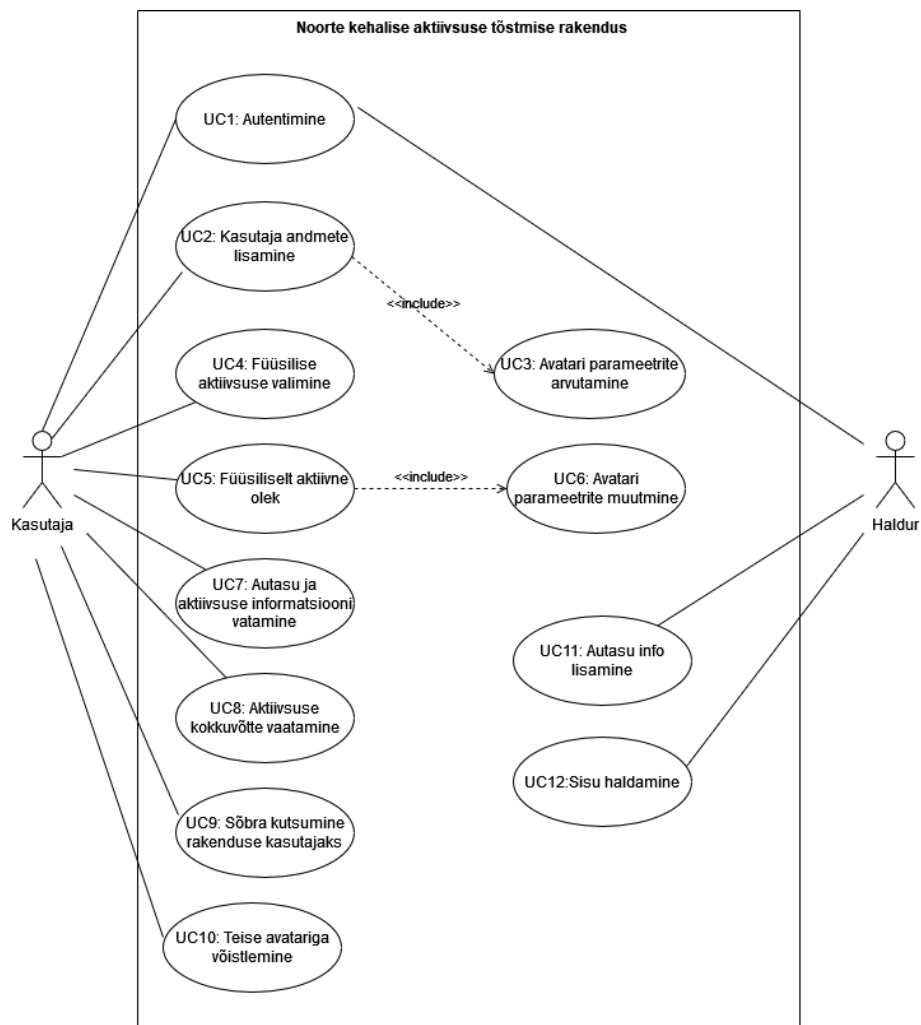 Noorte kehalise aktiivsuse tõstmise rakendus
UC1: Autentimine
UC2: Kasutaja andmete
lisamine
<<include>>
UC3: Avatari parameetrite
arvutamine
UC4: Füüsilise
aktiivsuse valimine
UC5: Füüsiliselt aktiivne
olek
<<include>>
UC6: Avatari
parameetrite muutmine
Kasutaja
Haldur
UC7: Autasu ja
aktiivsuse informatsiooni
vatamine
UC11: Autasu info
lisamine
UC8: Aktiivsuse
kokkuvõtte vaatamine
UC12:Sisu haldamine
UC9: Sõbra kutsumine
rakenduse kasutajaks
UC10: Teise avatariga
võistlemine